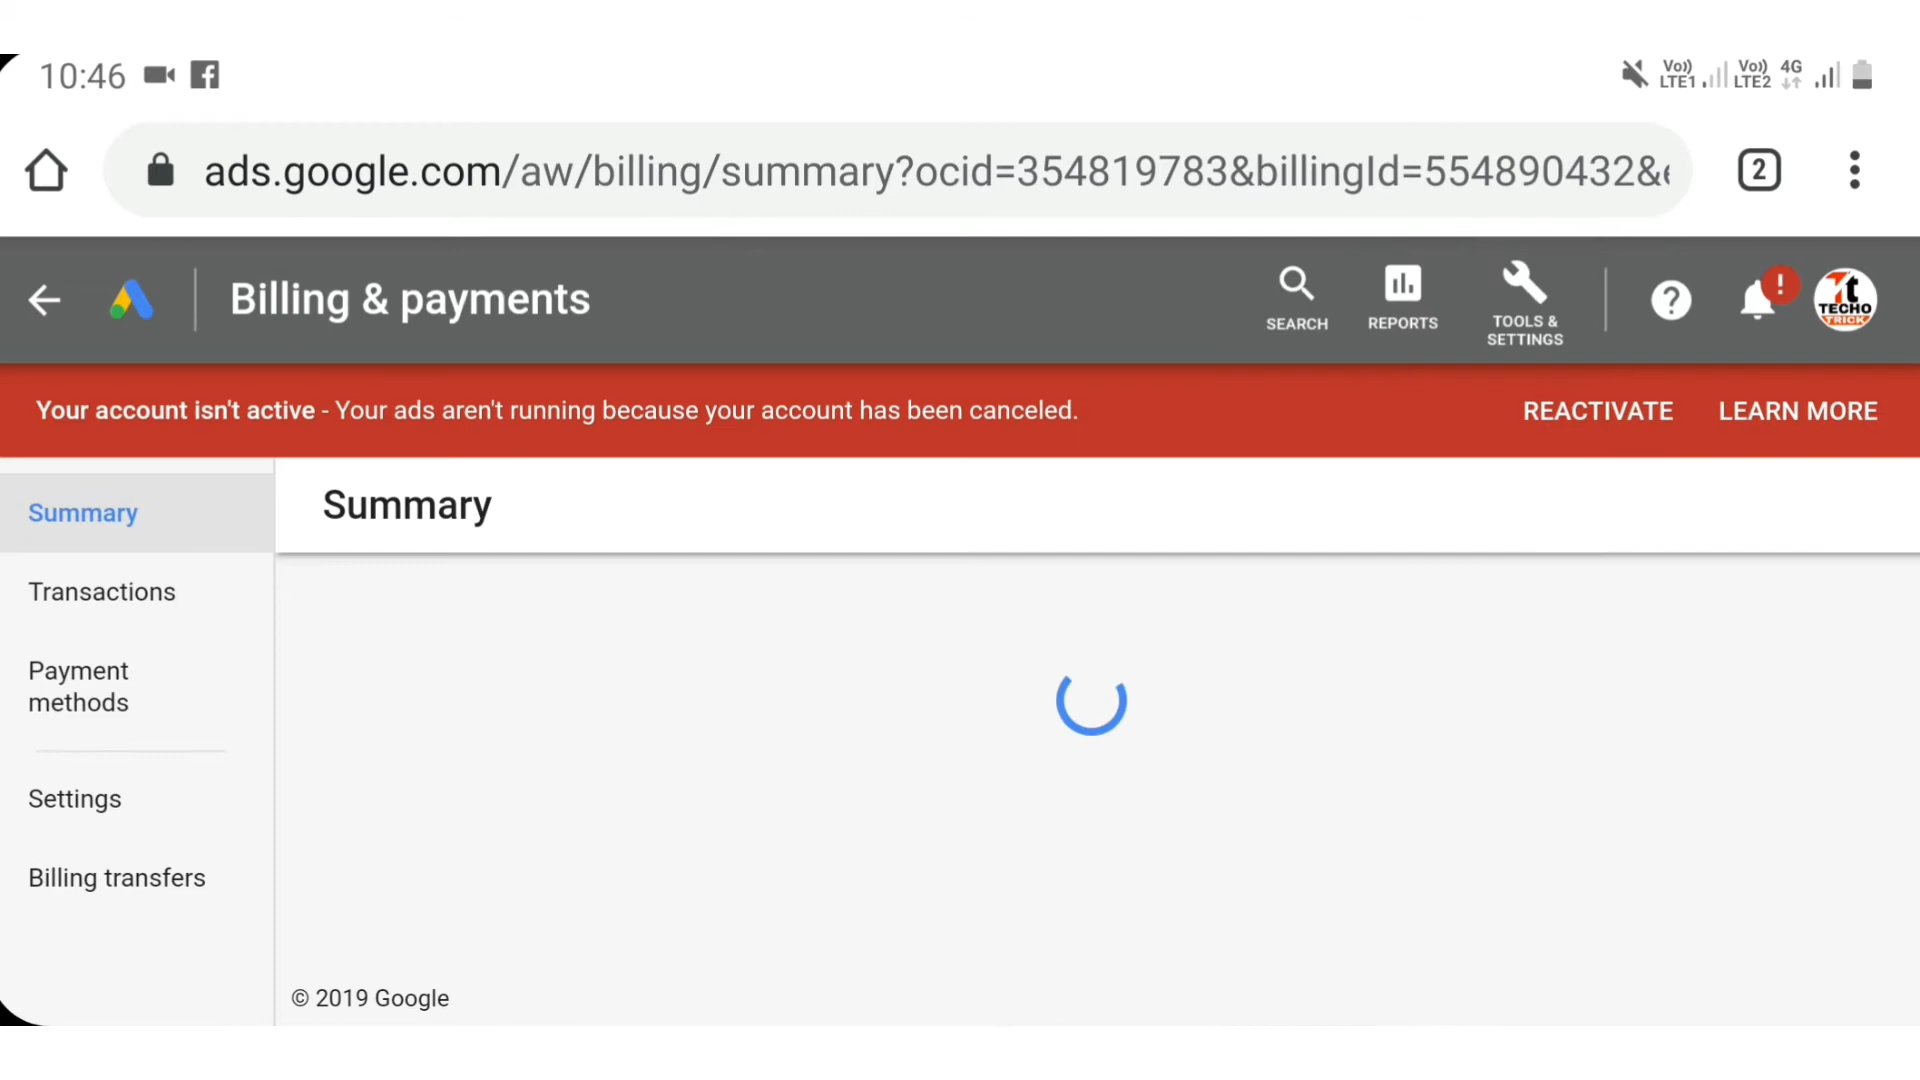 10:46
Vo)) LTE1 Vo)) LTE2 4G
ads.google.com/aw/billing/summary?ocid=354819783&billingId=554890432&
2
Billing & payments
SEARCH
REPORTS
TOOLS &
SETTINGS
?
!
1t
TECHO
TRICK
Your account isn't active - Your ads aren't running because your account has been canceled.
REACTIVATE
LEARN MORE
Summary
Summary
Transactions
Payment
methods
Settings
Billing transfers
© 2019 Google